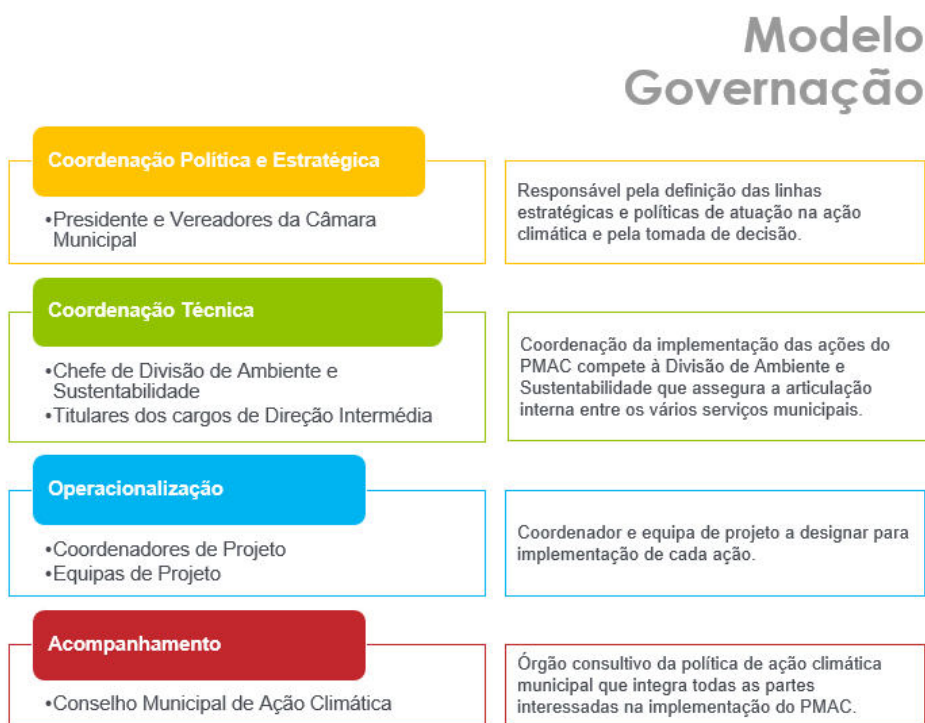 Modelo
Governação
Coordenação Política e Estratégica
•Presidente e Vereadores da Câmara
Municipal
Responsável pela definição das linhas
estratégicas e políticas de atuação na ação
climática e pela tomada de decisão.
Coordenação Técnica
•Chefe de Divisão de Ambiente e
Sustentabilidade
•Titulares dos cargos de Direção Intermédia
Coordenação da implementação das ações do
PMAC compete à Divisão de Ambiente e
Sustentabilidade que assegura a articulação
interna entre os vários serviços municipais.
Operacionalização
•Coordenadores de Projeto
•Equipas de Projeto
Coordenador e equipa de projeto a designar para
implementação de cada ação.
Acompanhamento
•Conselho Municipal de Ação Climática
Órgão consultivo da política de ação climática
municipal que integra todas as partes
interessadas na implementação do PMAC.